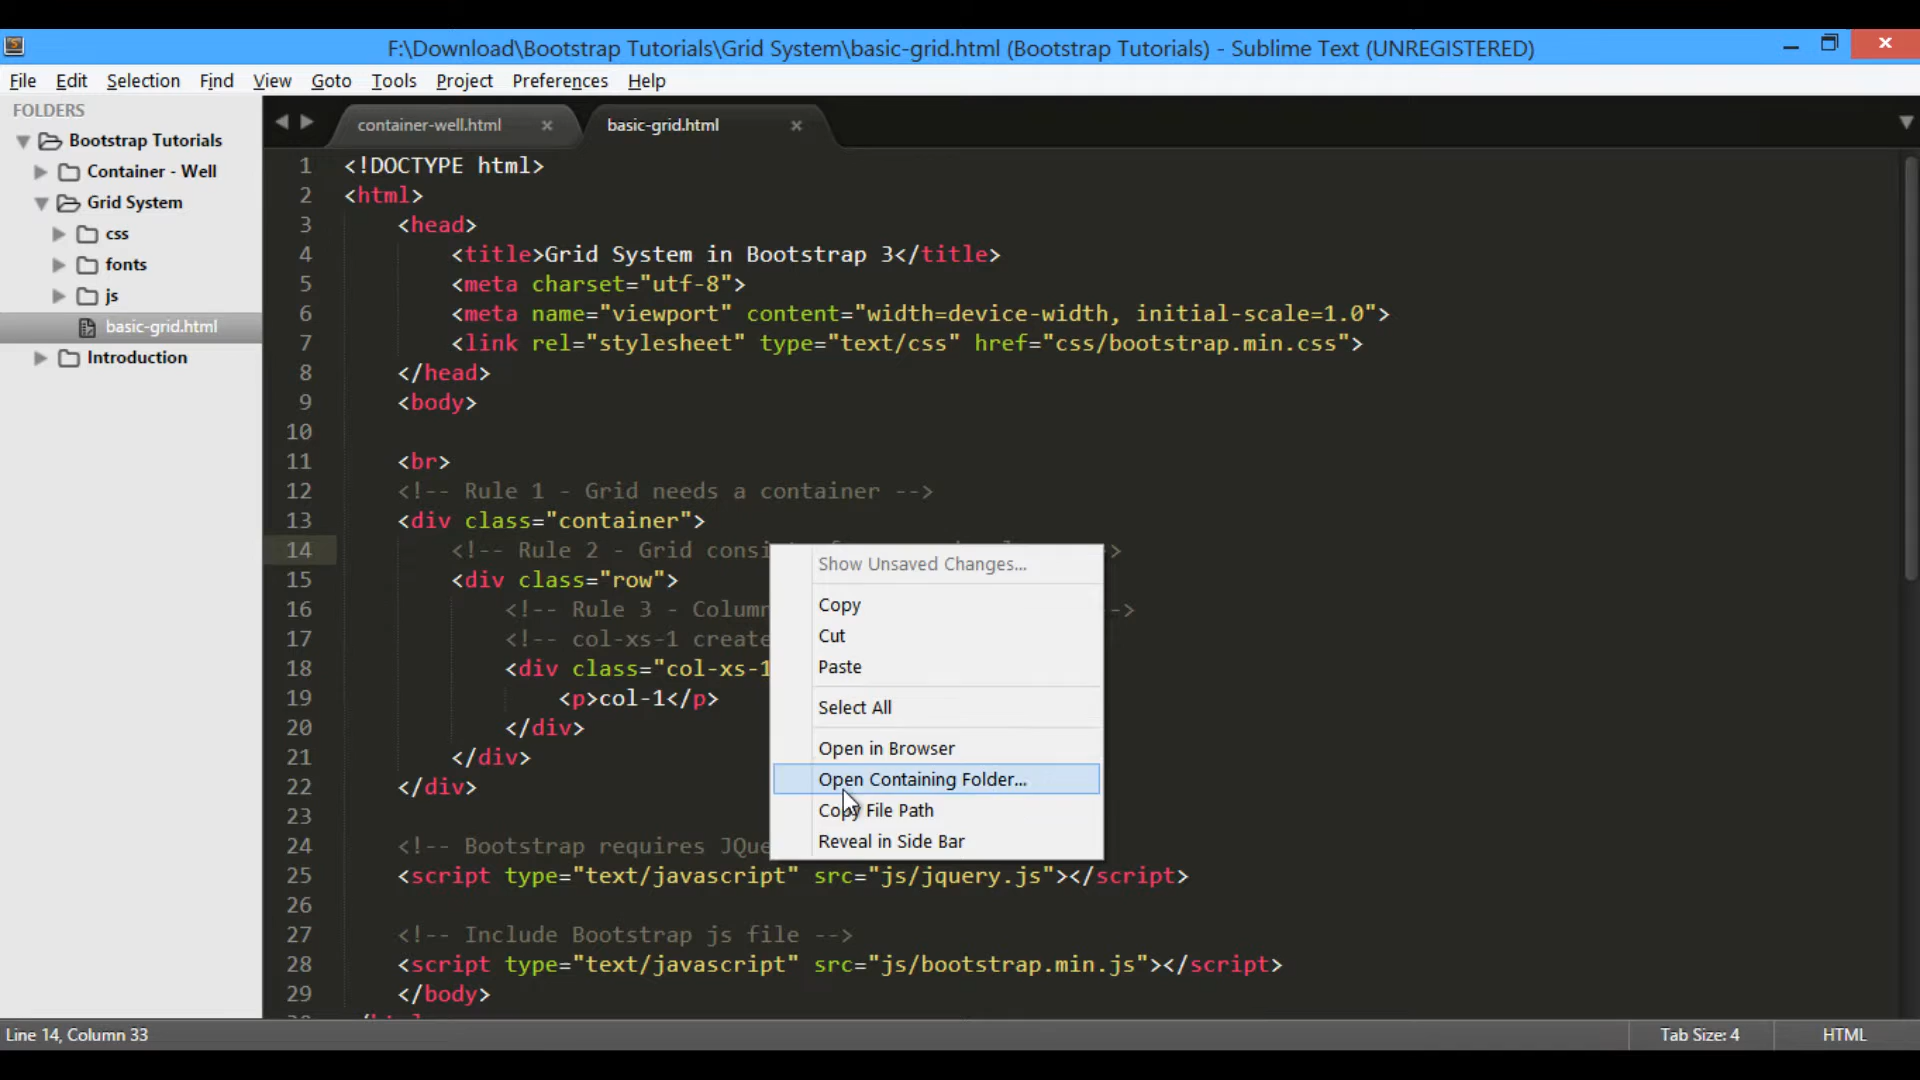 F:\Download\Bootstrap Tutorials\Grid System\basic-grid.html (Bootstrap Tutorials) - Sublime Text (UNREGISTERED)
File Edit Selection Find View Goto Tools Project Preferences Help
FOLDERS
Bootstrap Tutorials
Container - Well
Grid System
css
fonts
js
basic-grid.html
Introduction
container-well.html
basic-grid.html
1 <!DOCTYPE html>
2 <html>
3 <head>
4 <title>Grid System in Bootstrap 3</title>
5 <meta charset="utf-8">
6 <meta name="viewport" content="width=device-width, initial-scale=1.0">
7 <link rel="stylesheet" type="text/css" href="css/bootstrap.min.css">
8 </head>
9 <body>
10
11 <br>
12 <!-- Rule 1 - Grid needs a container -->
13 <div class="container">
14 <!-- Rule 2 - Grid
15 <div class="row">
16 <!-- Rule 3 - -->
17 <!-- col-xs-1
18 <div class="col-xs-1
19 <p>col-1</p>
20 </div>
21 </div>
22 </div>
23
24 <!-- Bootstrap requires
25 <script type="text/javascript" src="js/jquery.js"></script>
26
27 <!-- Include Bootstrap js file -->
28 <script type="text/javascript" src="js/bootstrap.min.js"></script>
29 </body>
Show Unsaved Changes...
Copy
Cut
Paste
Select All
Open in Browser
Open Containing Folder...
Copy File Path
Reveal in Side Bar
Line 14, Column 33
Tab Size: 4
HTML